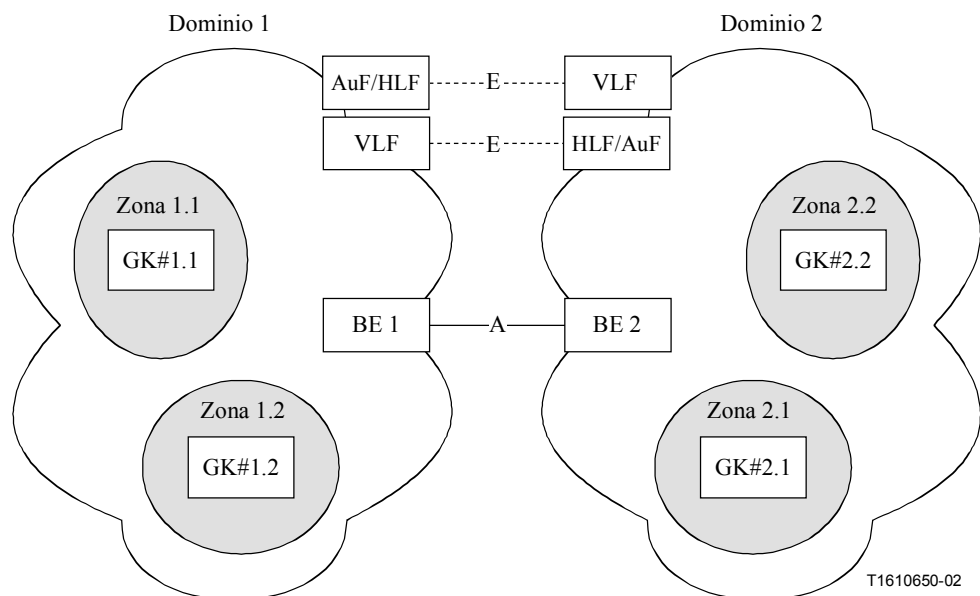 Dominio 1
Dominio 2
AuF/HLF
E
VLF
VLF
E
HLF/AuF
Zona 1.1
GK#1.1
Zona 2.2
GK#2.2
BE 1
A
BE 2
Zona 1.2
GK#1.2
Zona 2.1
GK#2.1
T1610650-02